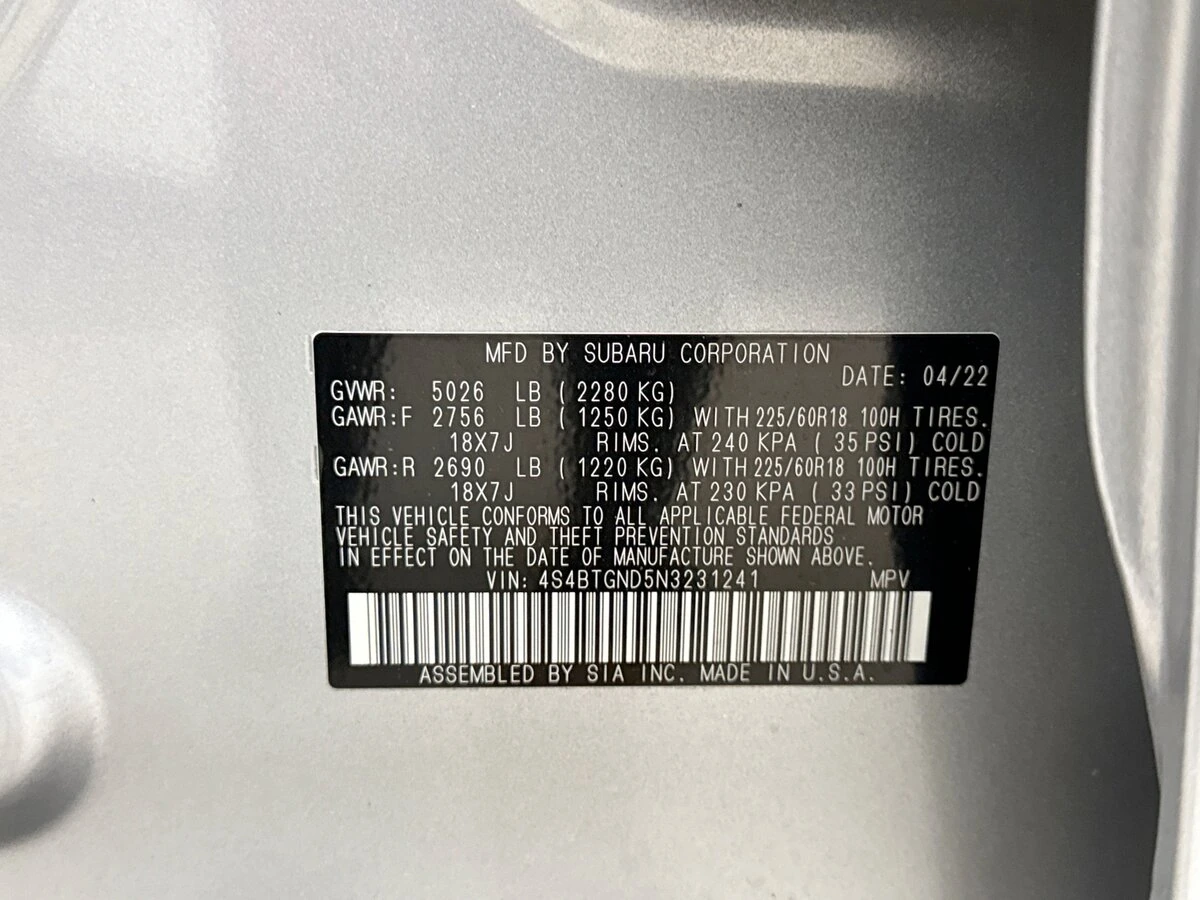 MFD BY SUBARU CORPORATION
DATE: 04/22
GVWR: 5026 LB ( 2280 KG)
GAWR:F 2756 LB ( 1250 KG) WITH 225/60R18 100H TIRES.
18X7J RIMS. AT 240 KPA ( 35 PSI) COLD
GAWR:R 2690 LB ( 1220 KG) WITH 225/60R18 100H TIRES.
18X7J RIMS. AT 230 KPA ( 33 PSI) COLD
THIS VEHICLE CONFORMS TO ALL APPLICABLE FEDERAL MOTOR
VEHICLE SAFETY AND THEFT PREVENTION STANDARDS
IN EFFECT ON THE DATE OF MANUFACTURE SHOWN ABOVE.
VIN: 4S4BTGND5N3231241 MPV
ASSEMBLED BY SIA INC. MADE IN U.S.A.